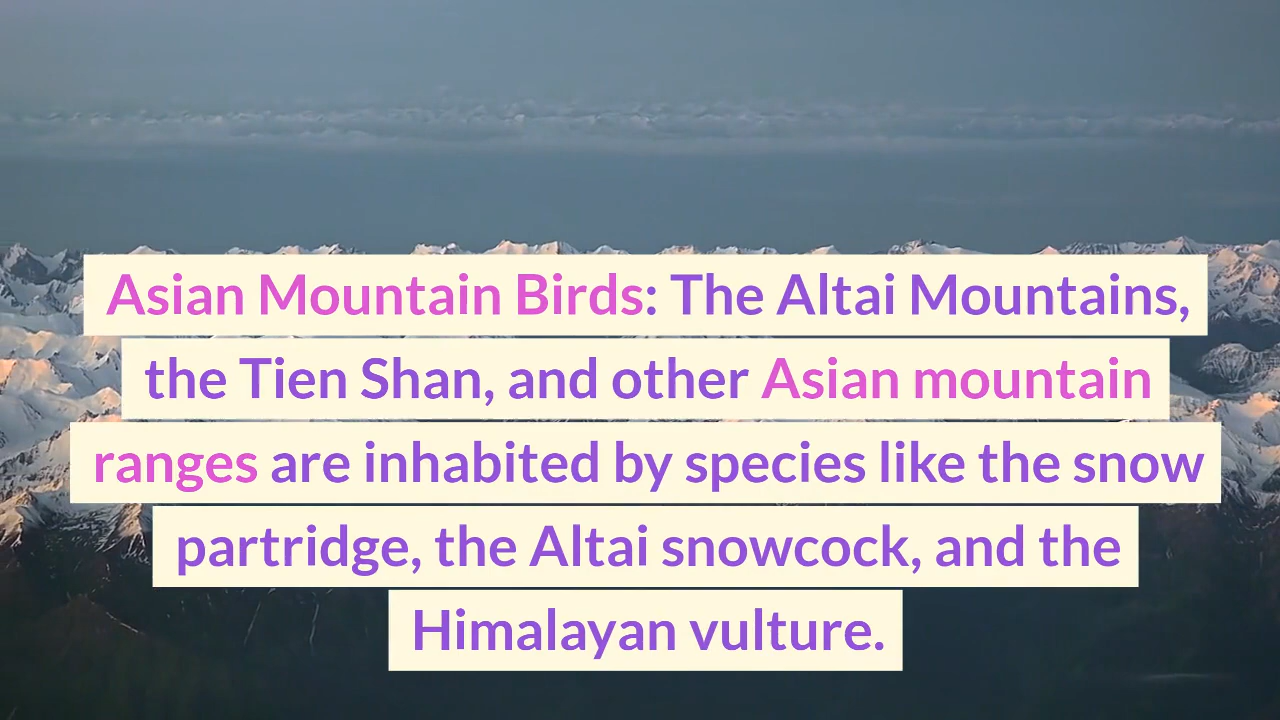 Asian Mountain Birds: The Altai Mountains,
the Tien Shan, and other Asian mountain
ranges are inhabited by species like the snow
partridge, the Altai snowcock, and the
Himalayan vulture.